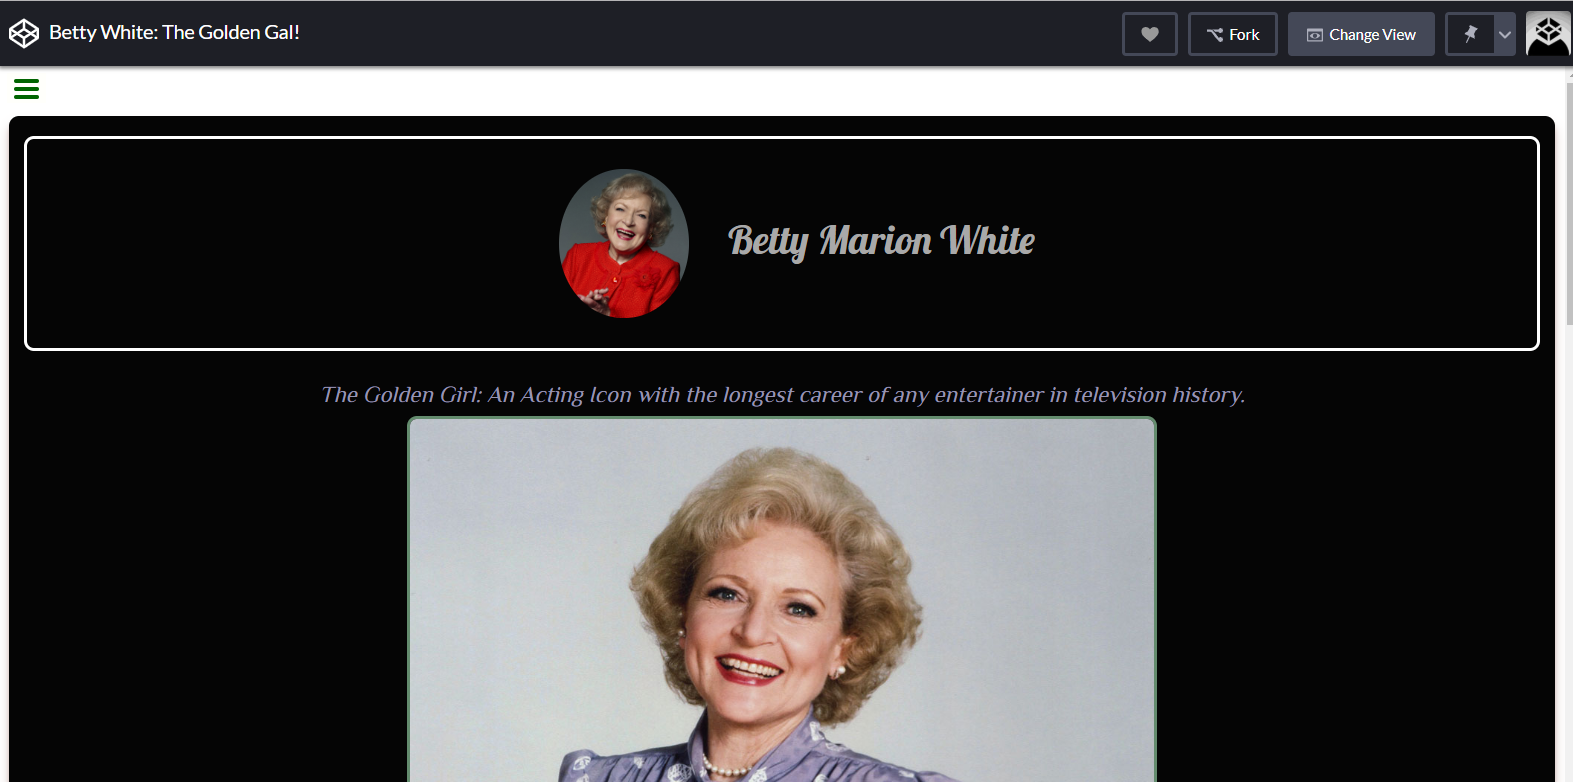 Betty White: The Golden Gal!
Fork
Change View
Betty Marion White
The Golden Girl: An Acting Icon with the longest career of any entertainer in television history.